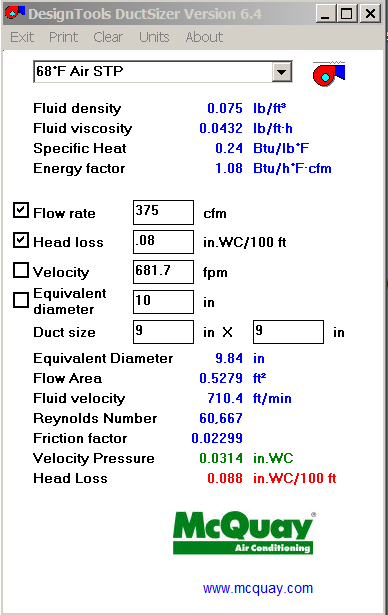 DesignTools DuctSizer Version 6.4
Exit Print Clear Units About
68*F Air STP
Fluid density 0.075 lb/ft³
Fluid viscosity 0.0432 lb/ft·h
Specific Heat 0.24 Btu/lb*F
Energy factor 1.08 Btu/h*F·cfm
Flow rate 375 cfm
Head loss .08 in.WC/100 ft
Velocity 681.7 fpm
Equivalent
diameter 10 in
Duct size 9 in X 9 in
Equivalent Diameter 9.84 in
Flow Area 0.5279 ft²
Fluid velocity 710.4 ft/min
Reynolds Number 60,667
Friction factor 0.02299
Velocity Pressure 0.0314 in.WC
Head Loss 0.088 in.WC/100 ft
McQuay®
Air Conditioning
www.mcquay.com